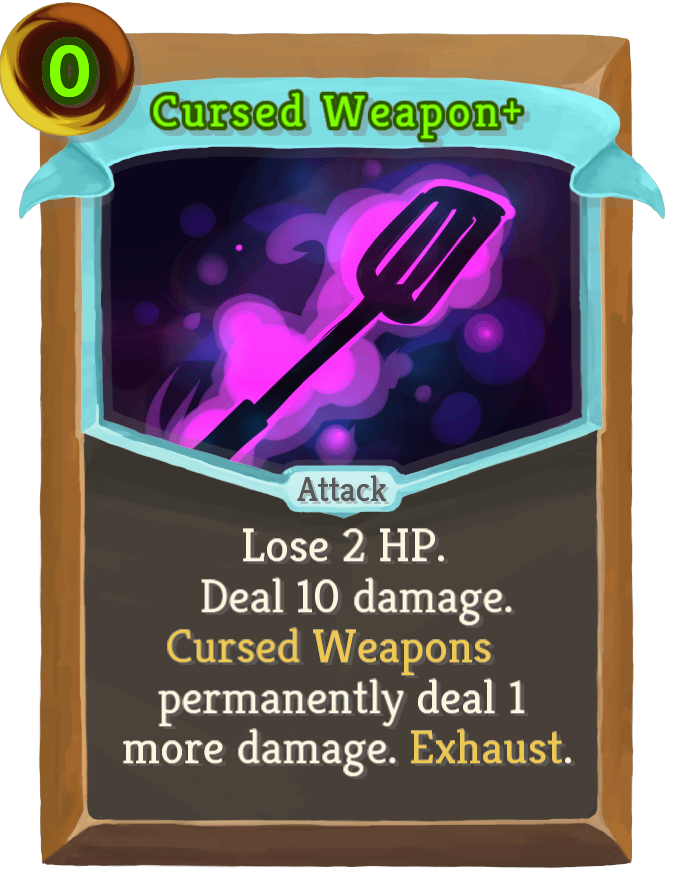 0
Cursed Weapon+
Attack
Lose 2 HP.
Deal 10 damage.
Cursed Weapons
permanently deal 1
more damage. Exhaust.